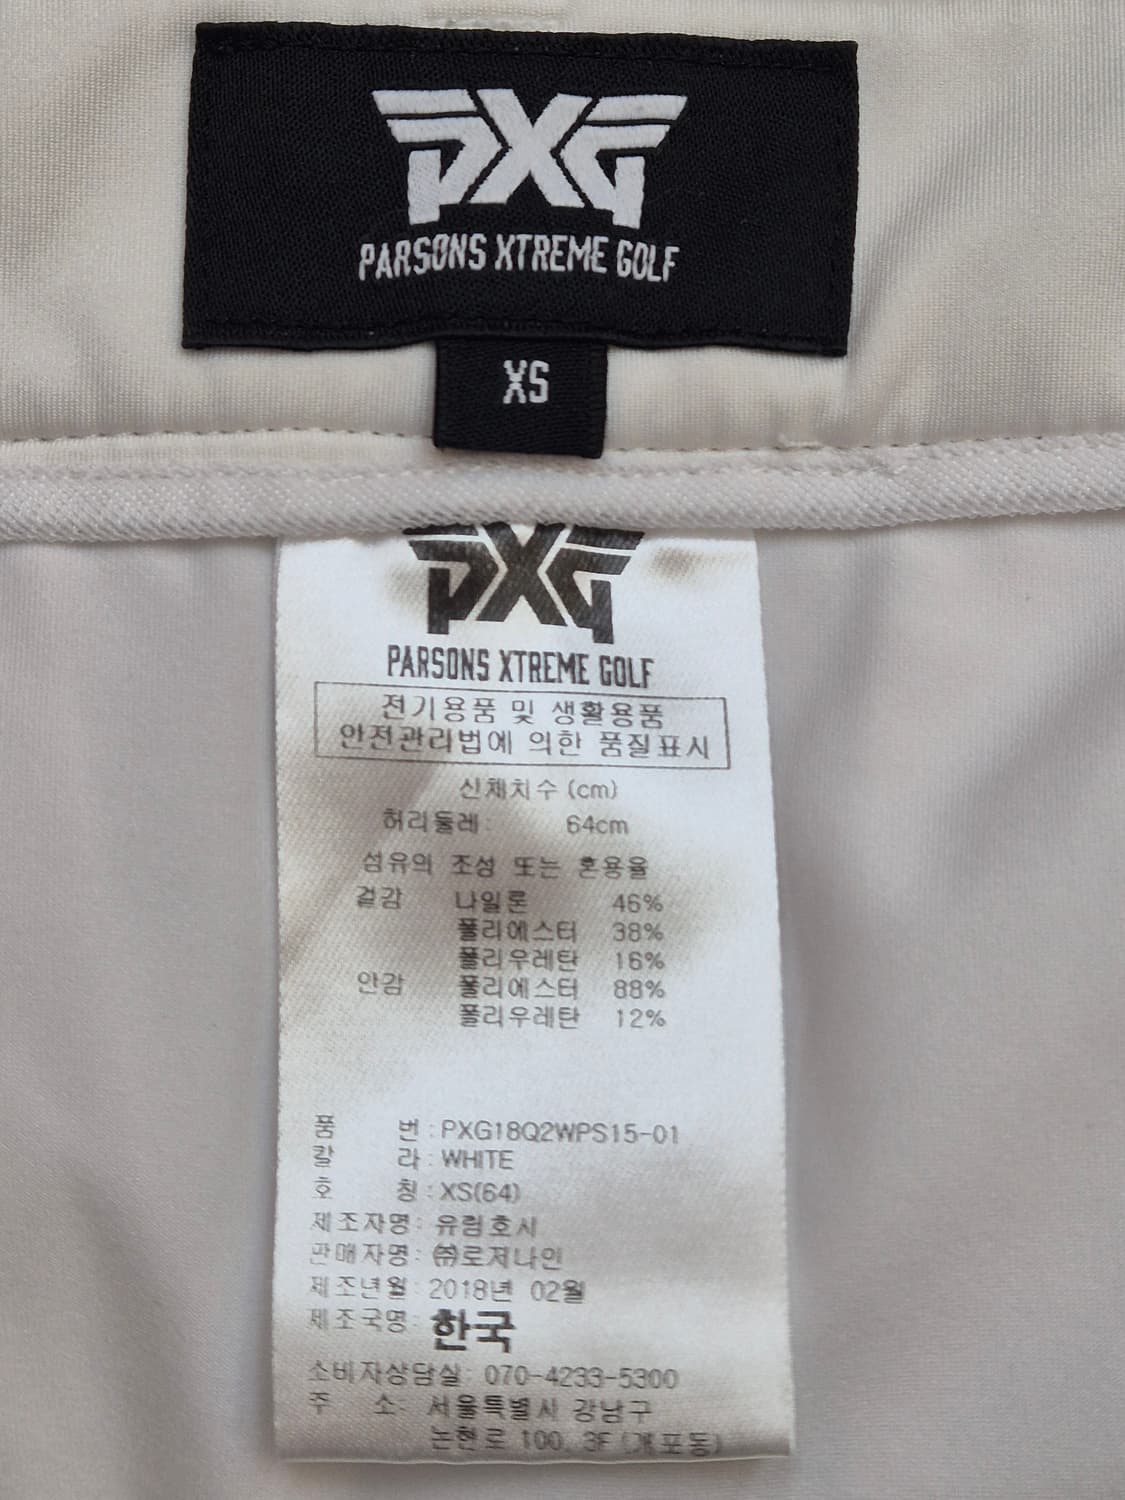 PXG
PARSONS XTREME GOLF
XS
PXG
PARSONS XTREME GOLF
전기용품 및 생활용품
안전관리법에 의한 품질표시
신체치수 (cm)
허리둘레: 64cm
섬유의 조성 또는 혼용율
겉감 나일론 46%
폴리에스터 38%
폴리우레탄 16%
안감 폴리에스터 88%
폴리우레탄 12%
품 번 : PXG18Q2WPS15-01
칼 라 : WHITE
호 칭 : XS(64)
제조자명: 유림호시
판매자명: ㈜로저나인
제조년월: 2018년 02월
제조국명: 한국
소비자상담실: 070-4233-5300
주 소: 서울특별시 강남구
논현로 100, 3F (개포동)